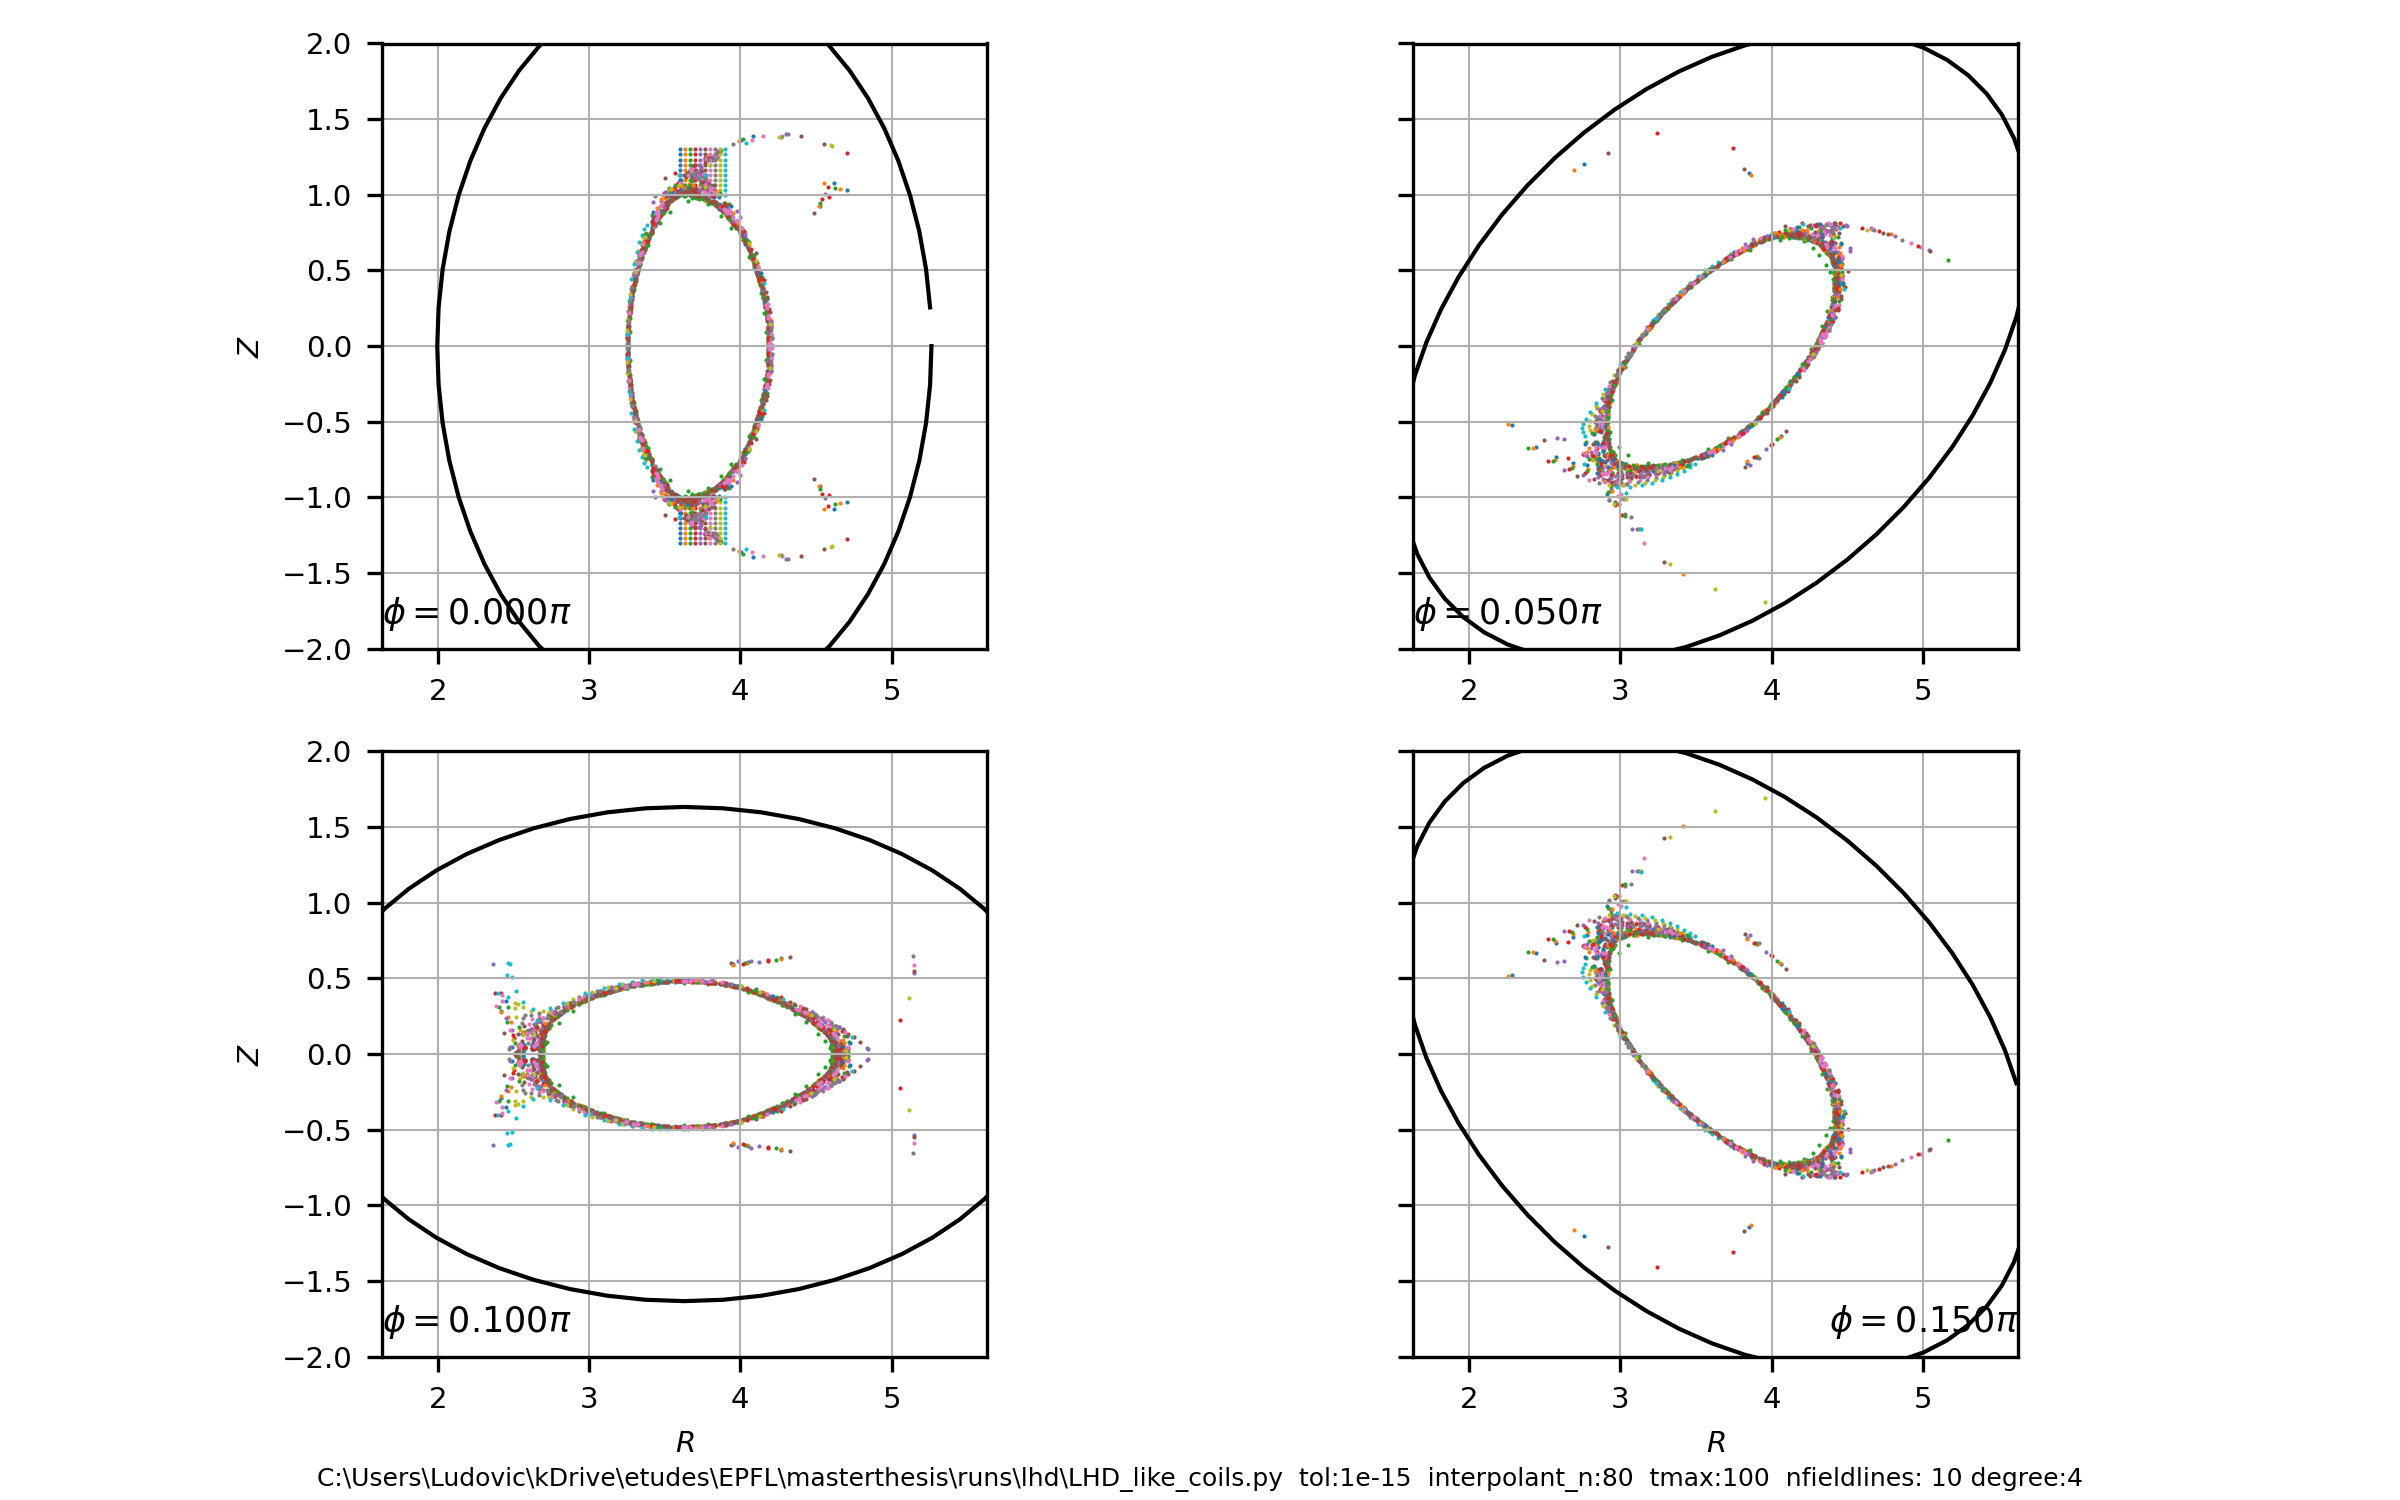 2.0
1.5
1.0
0.5
0.0
−0.5
−1.0
−1.5
−2.0
Z
ϕ = 0.000π
2 3 4 5
ϕ = 0.050π
2 3 4 5
2.0
1.5
1.0
0.5
0.0
−0.5
−1.0
−1.5
−2.0
Z
ϕ = 0.100π
2 3 4 5
R
ϕ = 0.150π
2 3 4 5
R
C:\Users\Ludovic\kDrive\etudes\EPFL\masterthesis\runs\lhd\LHD_like_coils.py tol:1e-15 interpolant_n:80 tmax:100 nfieldlines: 10 degree:4